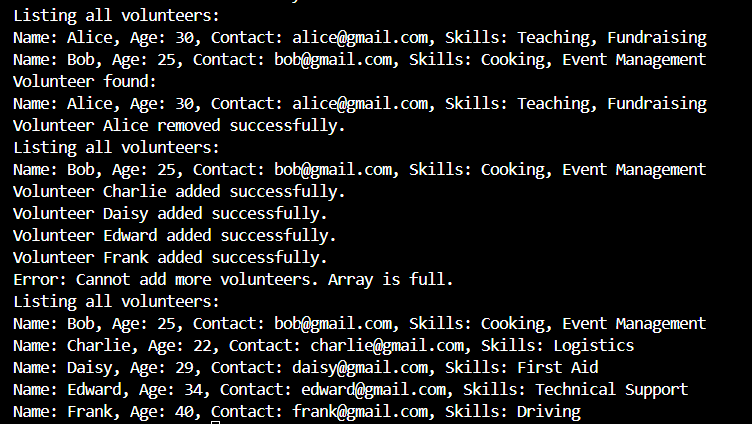 Listing all volunteers:
Name: Alice, Age: 30, Contact: alice@gmail.com, Skills: Teaching, Fundraising
Name: Bob, Age: 25, Contact: bob@gmail.com, Skills: Cooking, Event Management
Volunteer found:
Name: Alice, Age: 30, Contact: alice@gmail.com, Skills: Teaching, Fundraising
Volunteer Alice removed successfully.
Listing all volunteers:
Name: Bob, Age: 25, Contact: bob@gmail.com, Skills: Cooking, Event Management
Volunteer Charlie added successfully.
Volunteer Daisy added successfully.
Volunteer Edward added successfully.
Volunteer Frank added successfully.
Error: Cannot add more volunteers. Array is full.
Listing all volunteers:
Name: Bob, Age: 25, Contact: bob@gmail.com, Skills: Cooking, Event Management
Name: Charlie, Age: 22, Contact: charlie@gmail.com, Skills: Logistics
Name: Daisy, Age: 29, Contact: daisy@gmail.com, Skills: First Aid
Name: Edward, Age: 34, Contact: edward@gmail.com, Skills: Technical Support
Name: Frank, Age: 40, Contact: frank@gmail.com, Skills: Driving